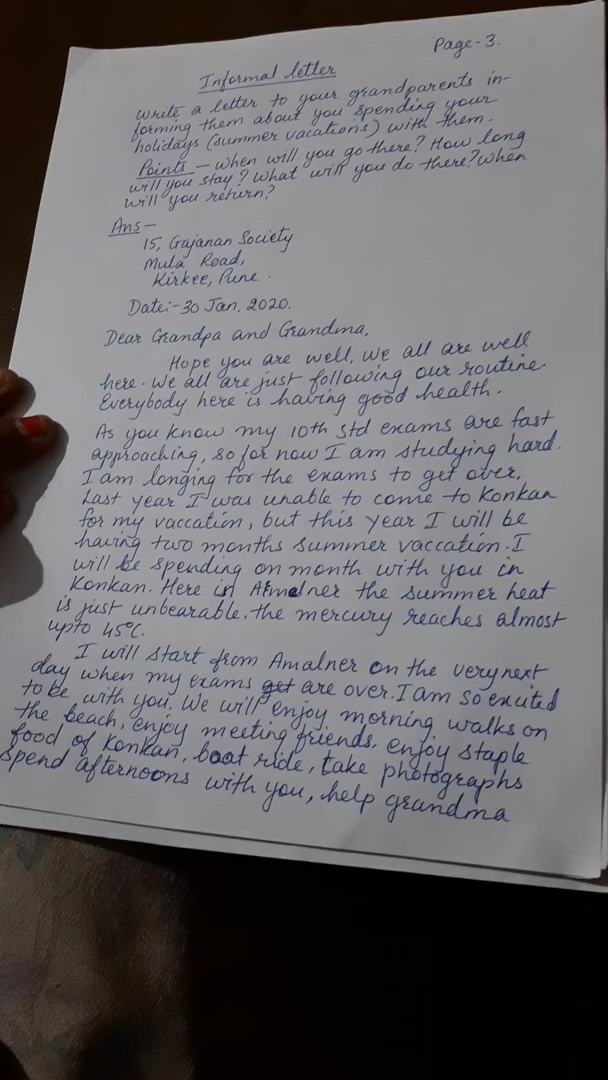 Page-3.
Informal letter
Write a letter to your grandparents in-
forming them about you spending your
holidays (summer vacations) with them.
Points - when will you go there? How long
will you stay? What will you do there? When
will you return?
Ans-
15, Gajanan Society
Mula Road,
Kirkee, Pune.
Date:-30 Jan, 2020.
Dear Grandpa and Grandma,
Hope you are well. We all are well
here. We all are just following our routine.
Everybody here is having good health.
As you know my 10th std exams are fast
approaching, so for now I am studying hard.
I am longing for the exams to get over.
Last year I was unable to come to Konkan
for my vaccation, but this year I will be
having two months summer vaccation. I
will be spending on month with you in
Konkan. Here in Amalner the summer heat
is just unbearable. the mercury reaches almost
upto 45°C.
I will start from Amalner on the very next
day when my exams get are over. I am so excited
to be with you. We will enjoy morning walks on
the beach, enjoy meeting friends, enjoy staple
food of Konkan, boat ride, take photographs
spend afternoons with you, help grandma